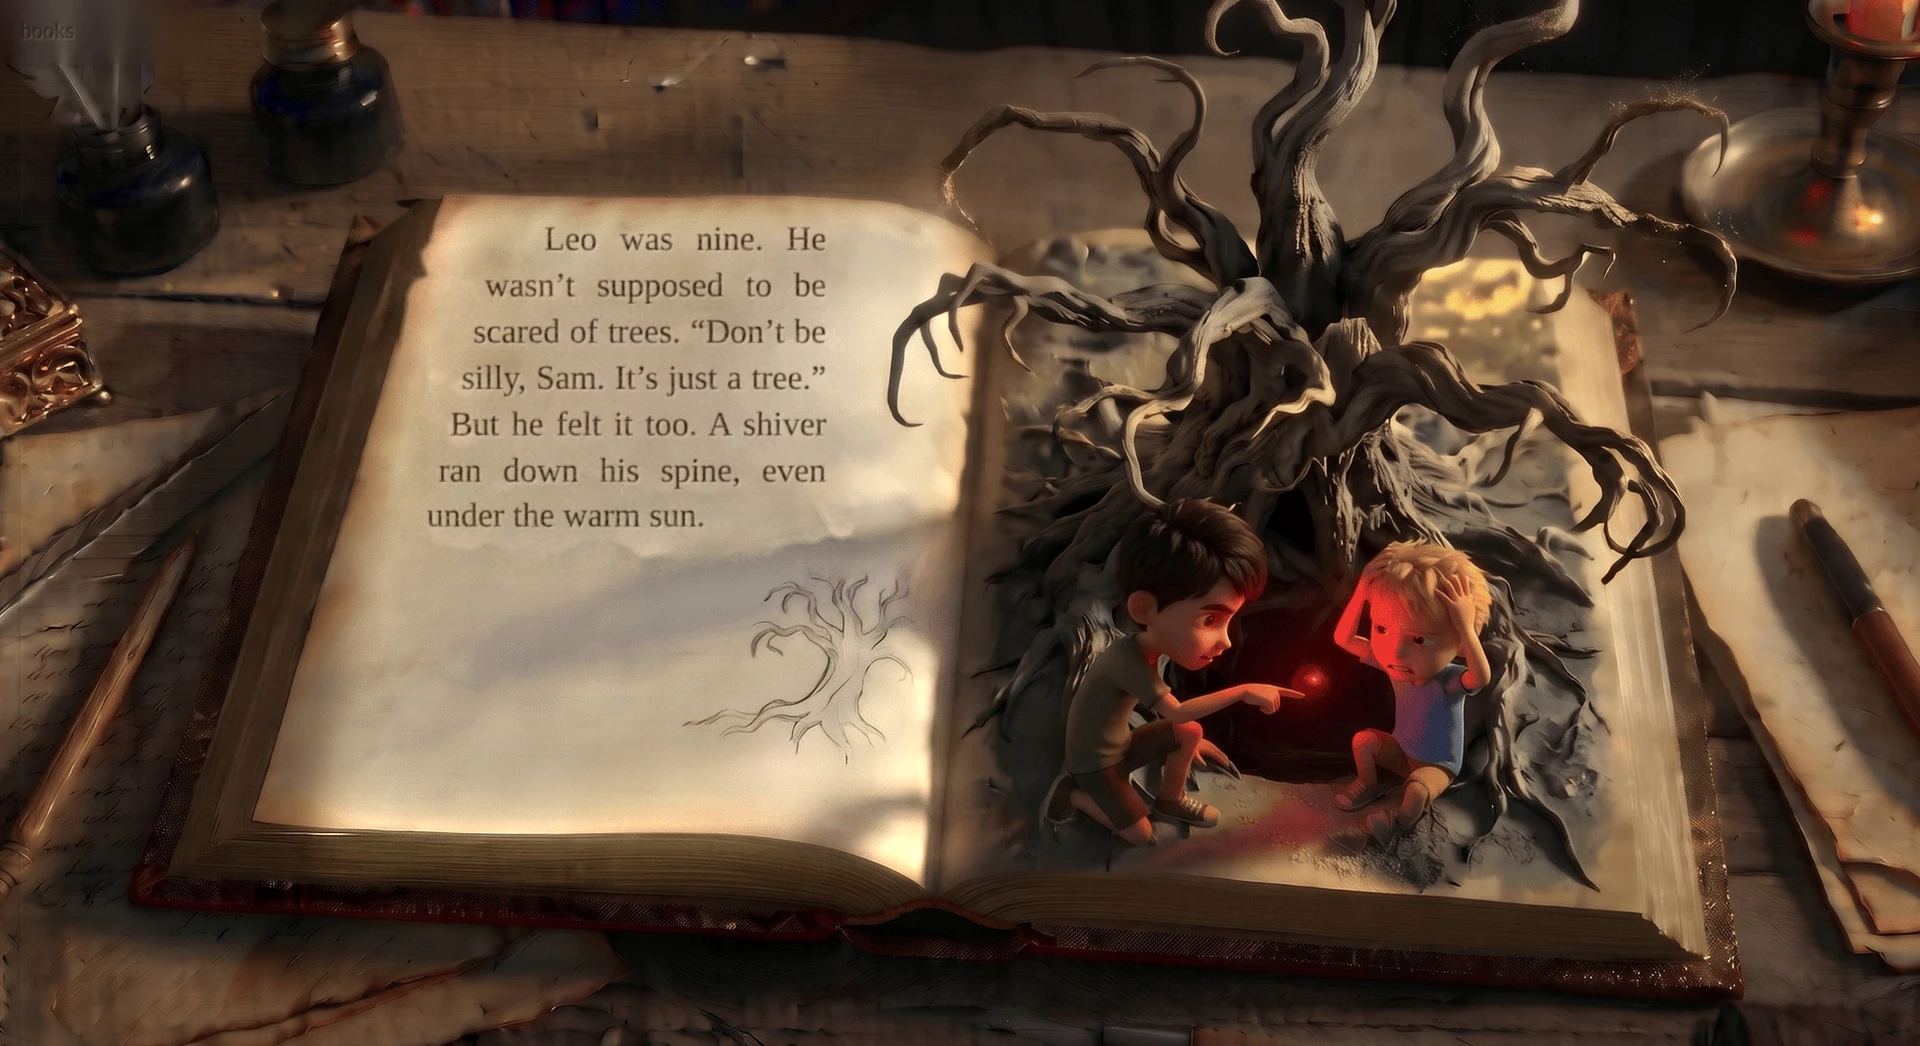 books
Leo was nine. He
wasn’t supposed to be
scared of trees. “Don’t be
silly, Sam. It’s just a tree.”
But he felt it too. A shiver
ran down his spine, even
under the warm sun.